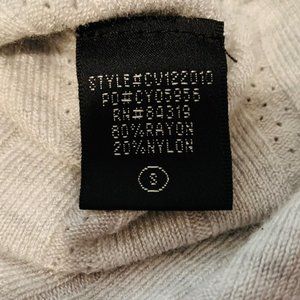 STYLE#CV122010
PO#CY05955
RN#84319
80%RAYON
20%NYLON
S